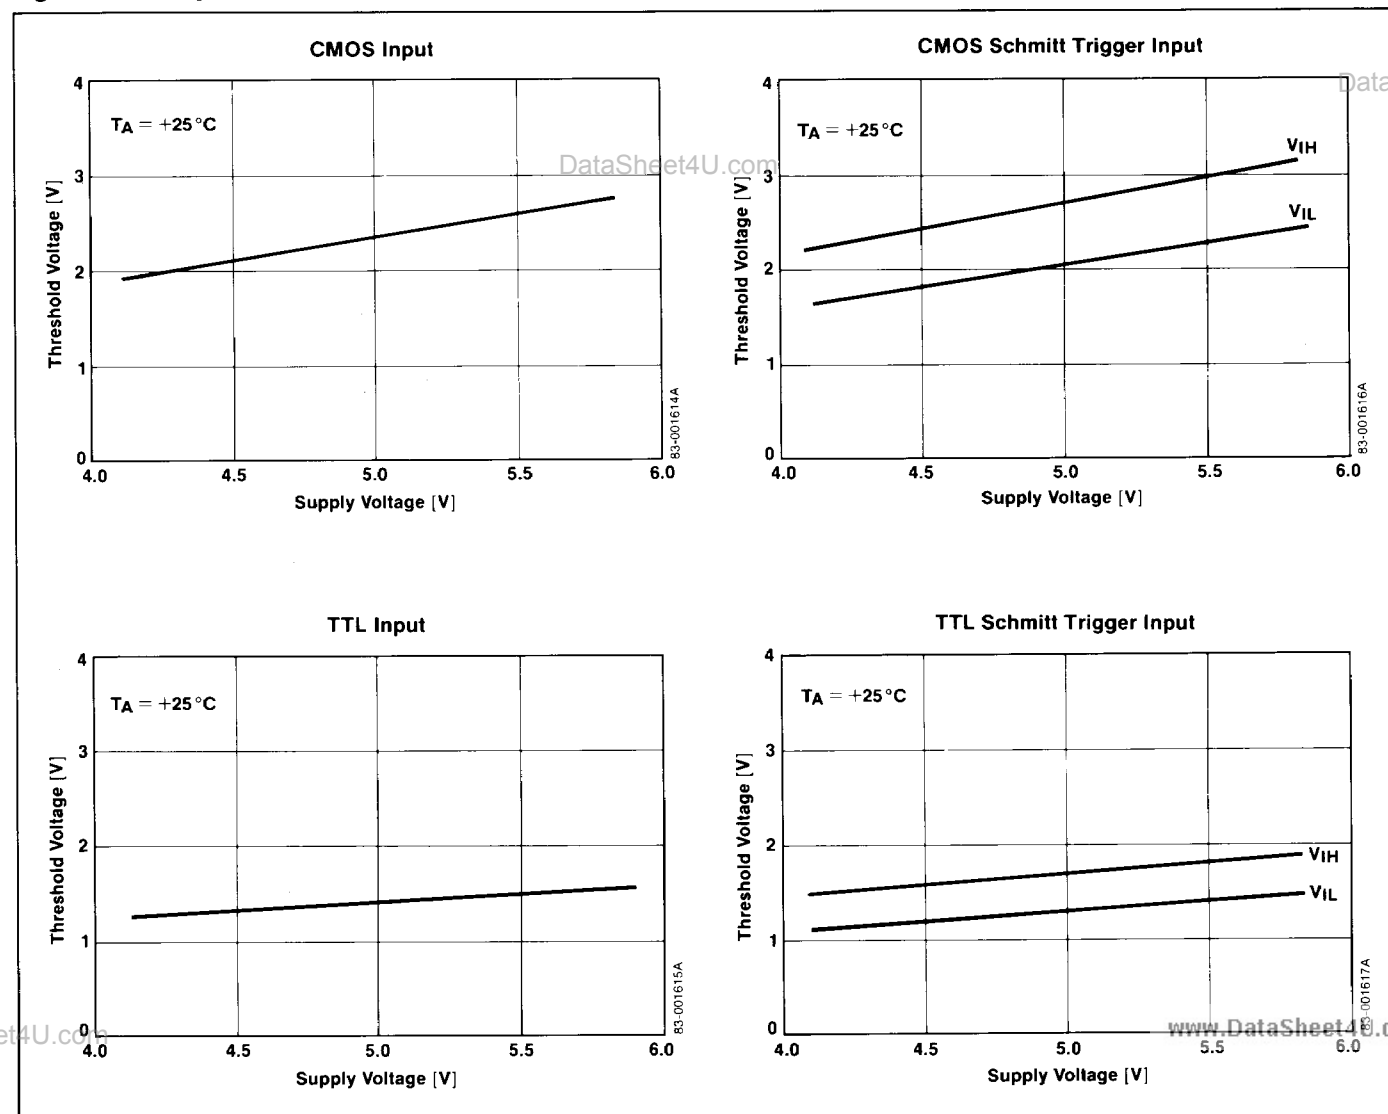 CMOS Input
4
3
2
1
0
TA = +25°C
Threshold Voltage [V]
4.0 4.5 5.0 5.5 6.0
Supply Voltage [V]
83-001614A
CMOS Schmitt Trigger Input
4
3
2
1
0
TA = +25°C
VIH
VIL
Threshold Voltage [V]
4.0 4.5 5.0 5.5 6.0
Supply Voltage [V]
83-001616A
DataSheet4U.com
Data
TTL Input
4
3
2
1
0
TA = +25°C
Threshold Voltage [V]
4.0 4.5 5.0 5.5 6.0
Supply Voltage [V]
83-001615A
et4U.com
TTL Schmitt Trigger Input
4
3
2
1
0
TA = +25°C
VIH
VIL
Threshold Voltage [V]
4.0 4.5 5.0 5.5 6.0
Supply Voltage [V]
83-001617A
www.DataSheet4U.c